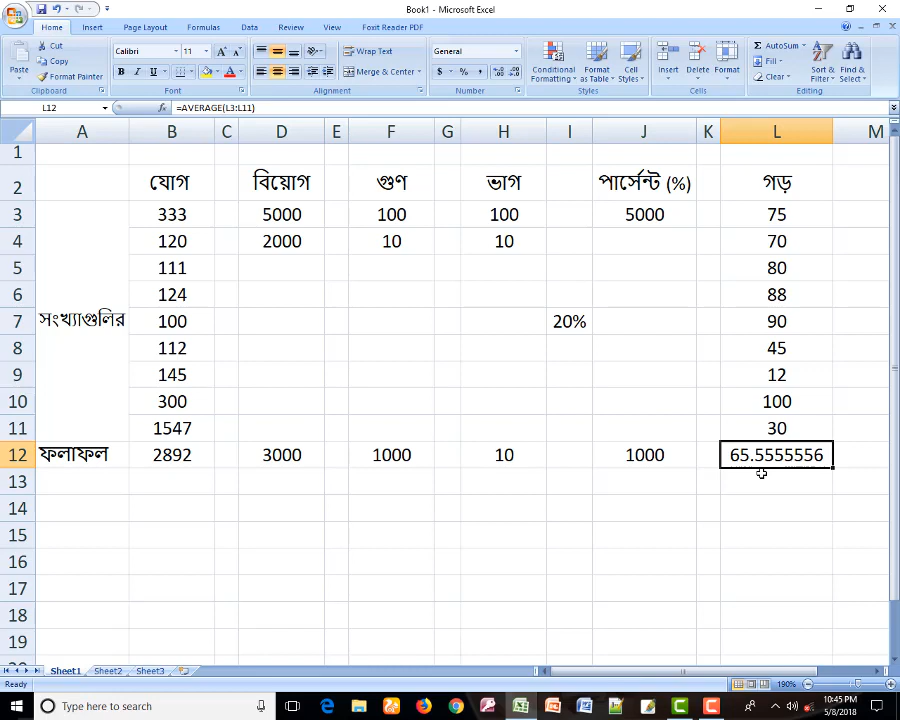 Book1 - Microsoft Excel
Home Insert Page Layout Formulas Data Review View Foxit Reader PDF
Cut Calibri 11 Wrap Text General AutoSum
Copy Fill
Paste Format Painter Merge & Center Conditional Formatting Format as Table Cell Styles Insert Delete Format Clear Sort & Filter Find & Select
Clipboard Font Alignment Number Styles Cells Editing
L12 fx =AVERAGE(L3:L11)
A B C D E F G H I J K L M
1
2 যোগ বিয়োগ গুণ ভাগ পার্সেন্ট (%) গড়
3 333 5000 100 100 5000 75
4 120 2000 10 10 70
5 111 80
6 124 88
7 সংখ্যাগুলির 100 20% 90
8 112 45
9 145 12
10 300 100
11 1547 30
12 ফলাফল 2892 3000 1000 10 1000 65.5555556
13
14
15
16
17
18
19
Sheet1 Sheet2 Sheet3
Ready 190%
Type here to search 10:45 PM
5/8/2018